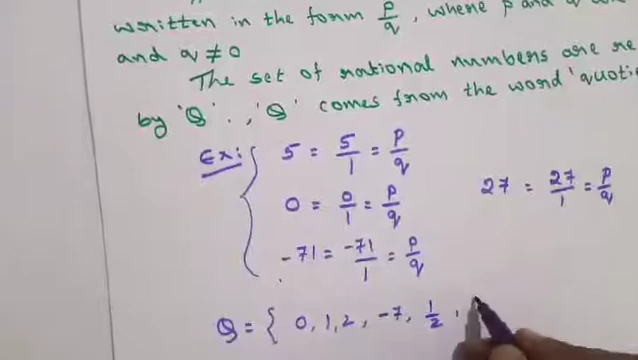 written in the form p/q, where p and q
and q ≠ 0
The set of rational numbers are
by 'Q'. 'Q' comes from the word
Ex: 5 = 5/1 = p/q
0 = 0/1 = p/q
27 = 27/1 = p/q
-71 = -71/1 = p/q
Q = { 0, 1, 2, -7, 1/2,